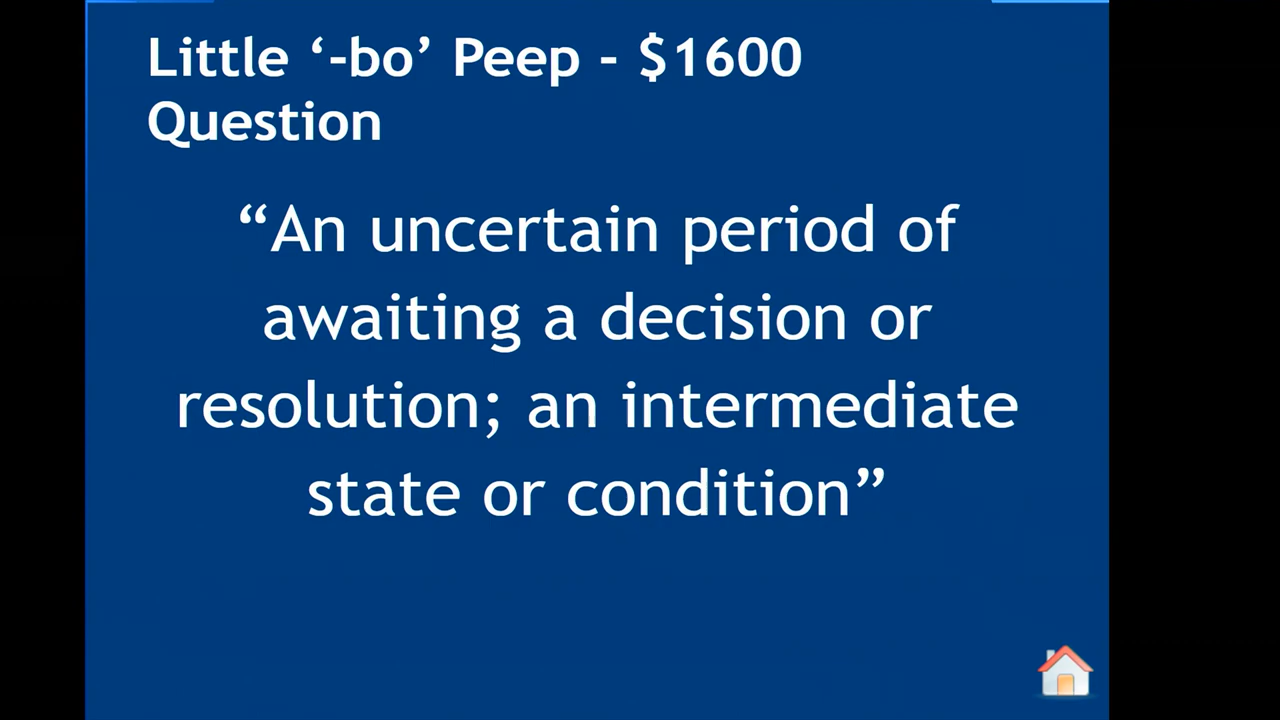 Little ‘-bo’ Peep - $1600
Question
“An uncertain period of
awaiting a decision or
resolution; an intermediate
state or condition”